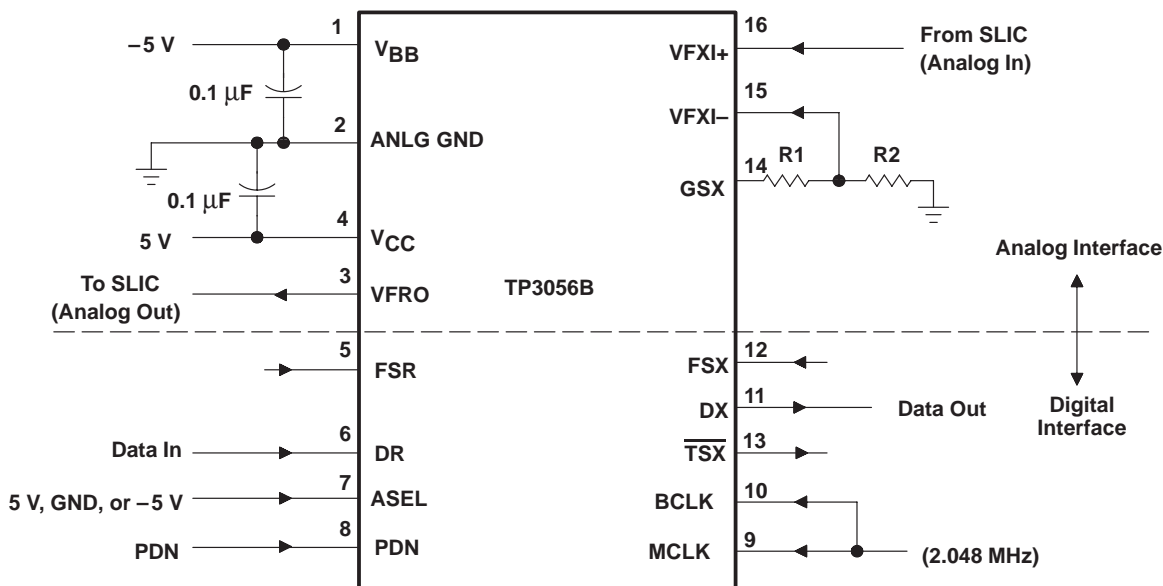 1
–5 V
VBB
0.1 μF
2
ANLG GND
0.1 μF
4
5 V
VCC
To SLIC
(Analog Out)
3
VFRO
TP3056B
16
VFXI+
From SLIC
(Analog In)
15
VFXI–
14
GSX
R1
R2
Analog Interface
5
FSR
12
FSX
11
DX
Data Out
Digital
Interface
Data In
6
DR
13
TSX
5 V, GND, or –5 V
7
ASEL
10
BCLK
PDN
8
PDN
9
MCLK
(2.048 MHz)